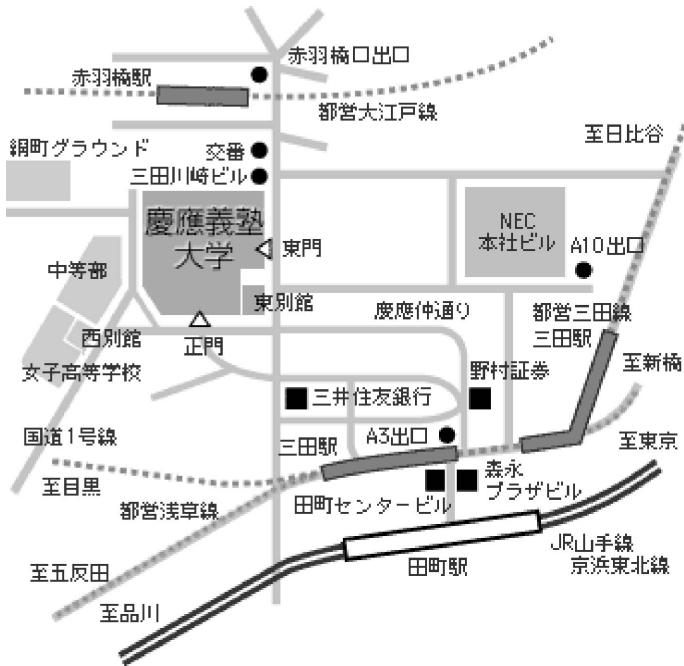 赤羽橋口出口
赤羽橋駅
都営大江戸線
至日比谷
綱町グラウンド
交番
三田川崎ビル
慶應義塾
大学
東門
NEC
本社ビル
A10出口
中等部
東別館
慶應仲通り
都営三田線
三田駅
西別館
正門
至新橋
女子高等学校
野村証券
三井住友銀行
国道1号線
三田駅
A3出口
至東京
至目黒
森永
プラザビル
都営浅草線
田町センタービル
JR山手線
京浜東北線
田町駅
至五反田
至品川